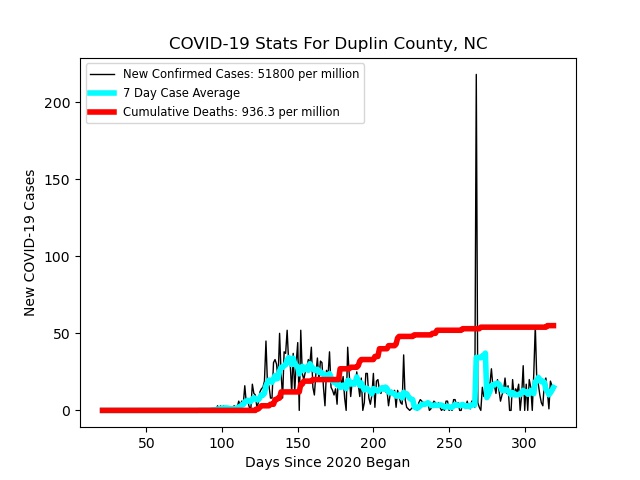 COVID-19 Stats For Duplin County, NC
New Confirmed Cases: 51800 per million
7 Day Case Average
Cumulative Deaths: 936.3 per million
New COVID-19 Cases
200
150
100
50
0
50 100 150 200 250 300
Days Since 2020 Began